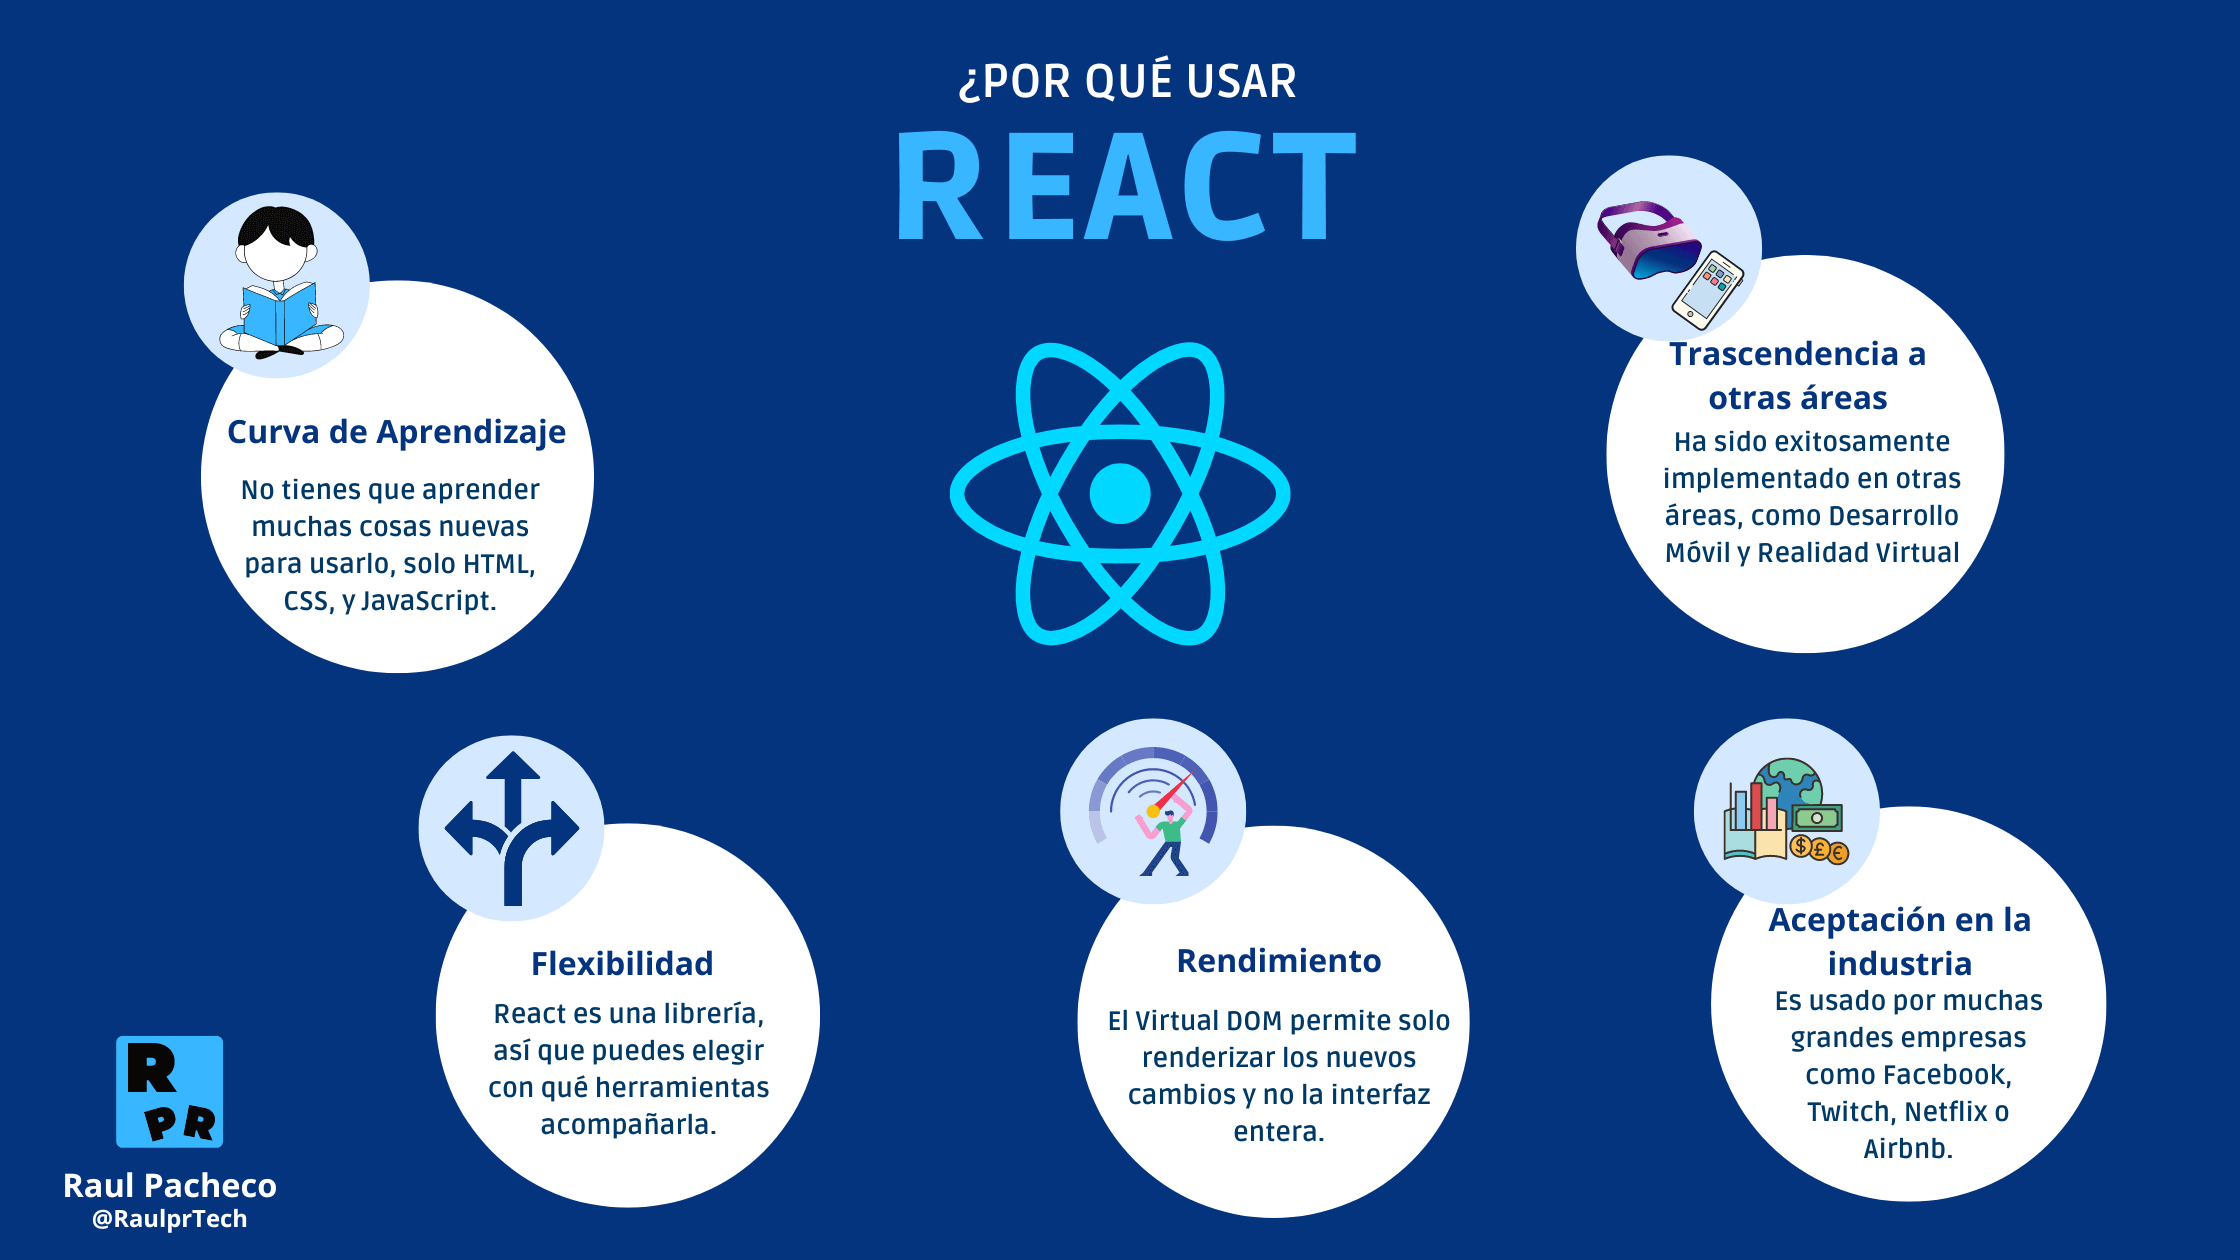 ¿POR QUÉ USAR
REACT
Curva de Aprendizaje
No tienes que aprender
muchas cosas nuevas
para usarlo, solo HTML,
CSS, y JavaScript.
Trascendencia a
otras áreas
Ha sido exitosamente
implementado en otras
áreas, como Desarrollo
Móvil y Realidad Virtual
Flexibilidad
React es una librería,
así que puedes elegir
con qué herramientas
acompañarla.
Rendimiento
El Virtual DOM permite solo
renderizar los nuevos
cambios y no la interfaz
entera.
$ £ €
Aceptación en la
industria
Es usado por muchas
grandes empresas
como Facebook,
Twitch, Netflix o
Airbnb.
R
PR
Raul Pacheco
@RaulprTech